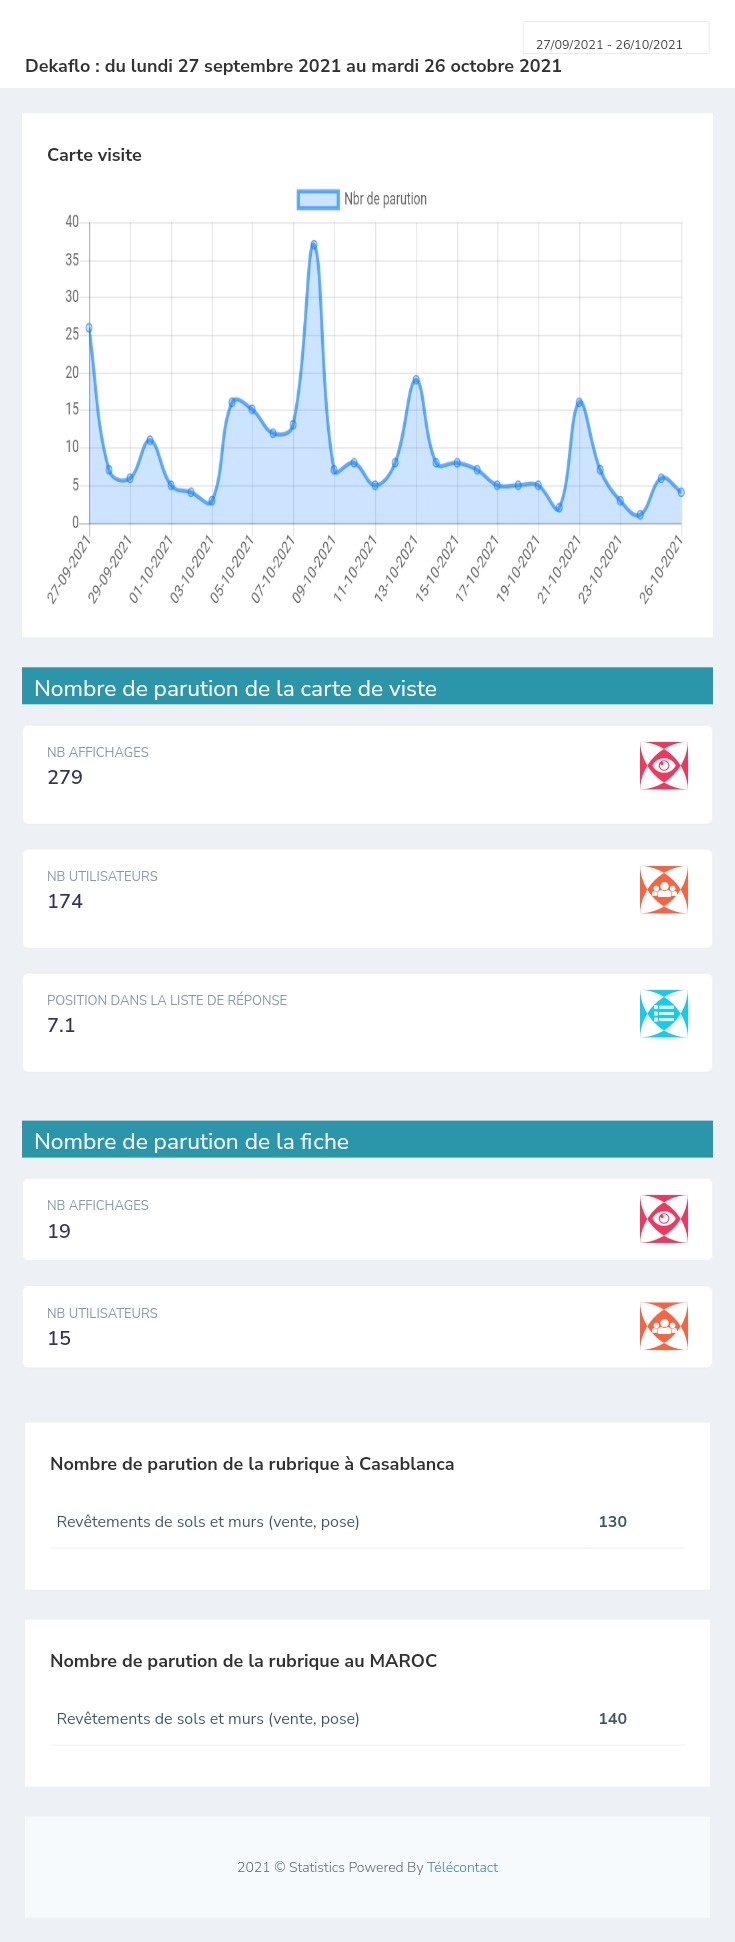 27/09/2021 - 26/10/2021
Dekaflo : du lundi 27 septembre 2021 au mardi 26 octobre 2021
Carte visite
Nbr de parution
40
35
30
25
20
15
10
5
0
27-09-2021
29-09-2021
01-10-2021
03-10-2021
05-10-2021
07-10-2021
09-10-2021
11-10-2021
13-10-2021
15-10-2021
17-10-2021
19-10-2021
21-10-2021
23-10-2021
26-10-2021
Nombre de parution de la carte de viste
NB AFFICHAGES
279
NB UTILISATEURS
174
POSITION DANS LA LISTE DE RÉPONSE
7.1
Nombre de parution de la fiche
NB AFFICHAGES
19
NB UTILISATEURS
15
Nombre de parution de la rubrique à Casablanca
Revêtements de sols et murs (vente, pose) 130
Nombre de parution de la rubrique au MAROC
Revêtements de sols et murs (vente, pose) 140
2021 © Statistics Powered By Télécontact